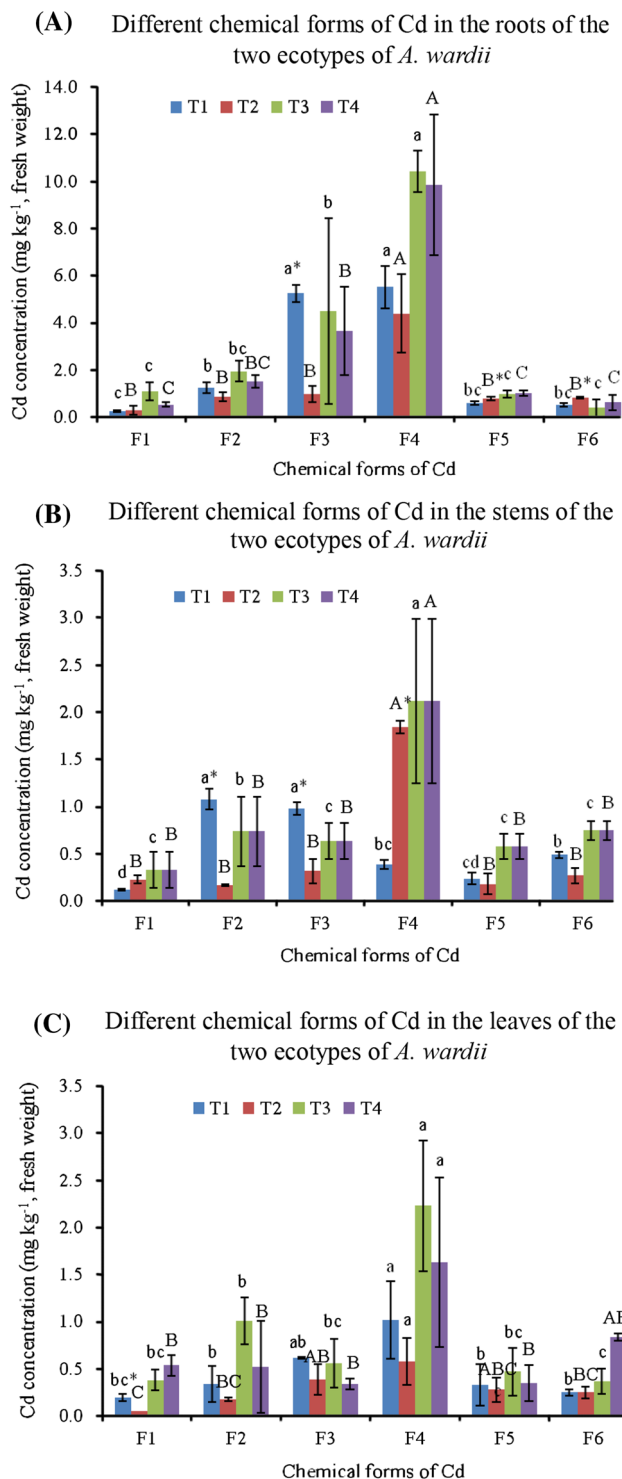 (A) Different chemical forms of Cd in the roots of the
two ecotypes of A. wardii
14.0
12.0
10.0
8.0
6.0
4.0
2.0
0.0
Cd concentration (mg kg⁻¹, fresh weight)
T1 T2 T3 T4
c B c C
b B bc BC
a* B b B
a A a A
bc B* c C
bc B* c C
F1 F2 F3 F4 F5 F6
Chemical forms of Cd
(B) Different chemical forms of Cd in the stems of the
two ecotypes of A. wardii
3.5
3.0
2.5
2.0
1.5
1.0
0.5
0.0
Cd concentration (mg kg⁻¹, fresh weight)
T1 T2 T3 T4
d B c B
a* B b B
a* B c B
bc A* a A
cd B c B
b B c B
F1 F2 F3 F4 F5 F6
Chemical forms of Cd
(C) Different chemical forms of Cd in the leaves of the
two ecotypes of A. wardii
3.5
3.0
2.5
2.0
1.5
1.0
0.5
0.0
Cd concentration (mg kg⁻¹, fresh weight)
T1 T2 T3 T4
bc* C bc B
b BC b B
ab AB bc B
a a a a
b ABC bc B
b BC c AB
F1 F2 F3 F4 F5 F6
Chemical forms of Cd